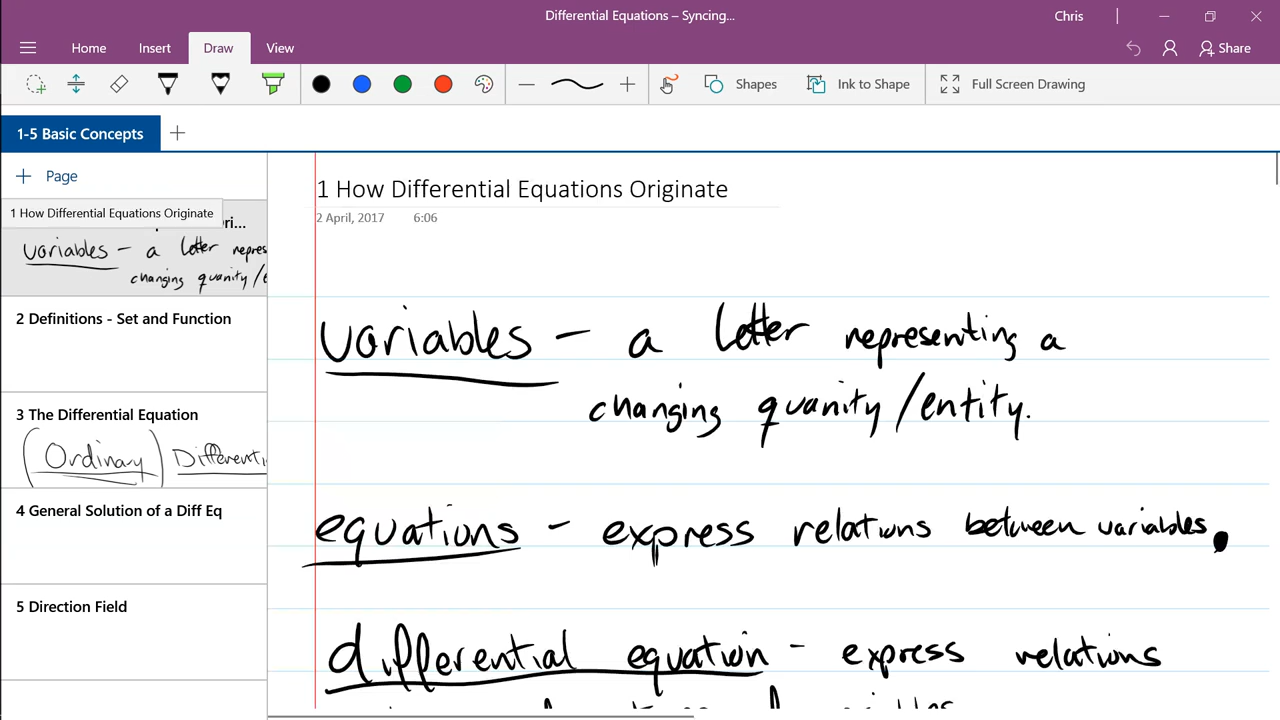 Differential Equations – Syncing...
Chris
Home
Insert
Draw
View
Share
Shapes
Ink to Shape
Full Screen Drawing
1-5 Basic Concepts
Page
1 How Differential Equations Originate
ri...
variables – a letter repres
changing quanity/e
2 Definitions - Set and Function
3 The Differential Equation
(Ordinary) Differenti
4 General Solution of a Diff Eq
5 Direction Field
1 How Differential Equations Originate
2 April, 2017 6:06
variables – a letter representing a
changing quanity/entity.
equations – express relations between variables.
differential equation – express relations